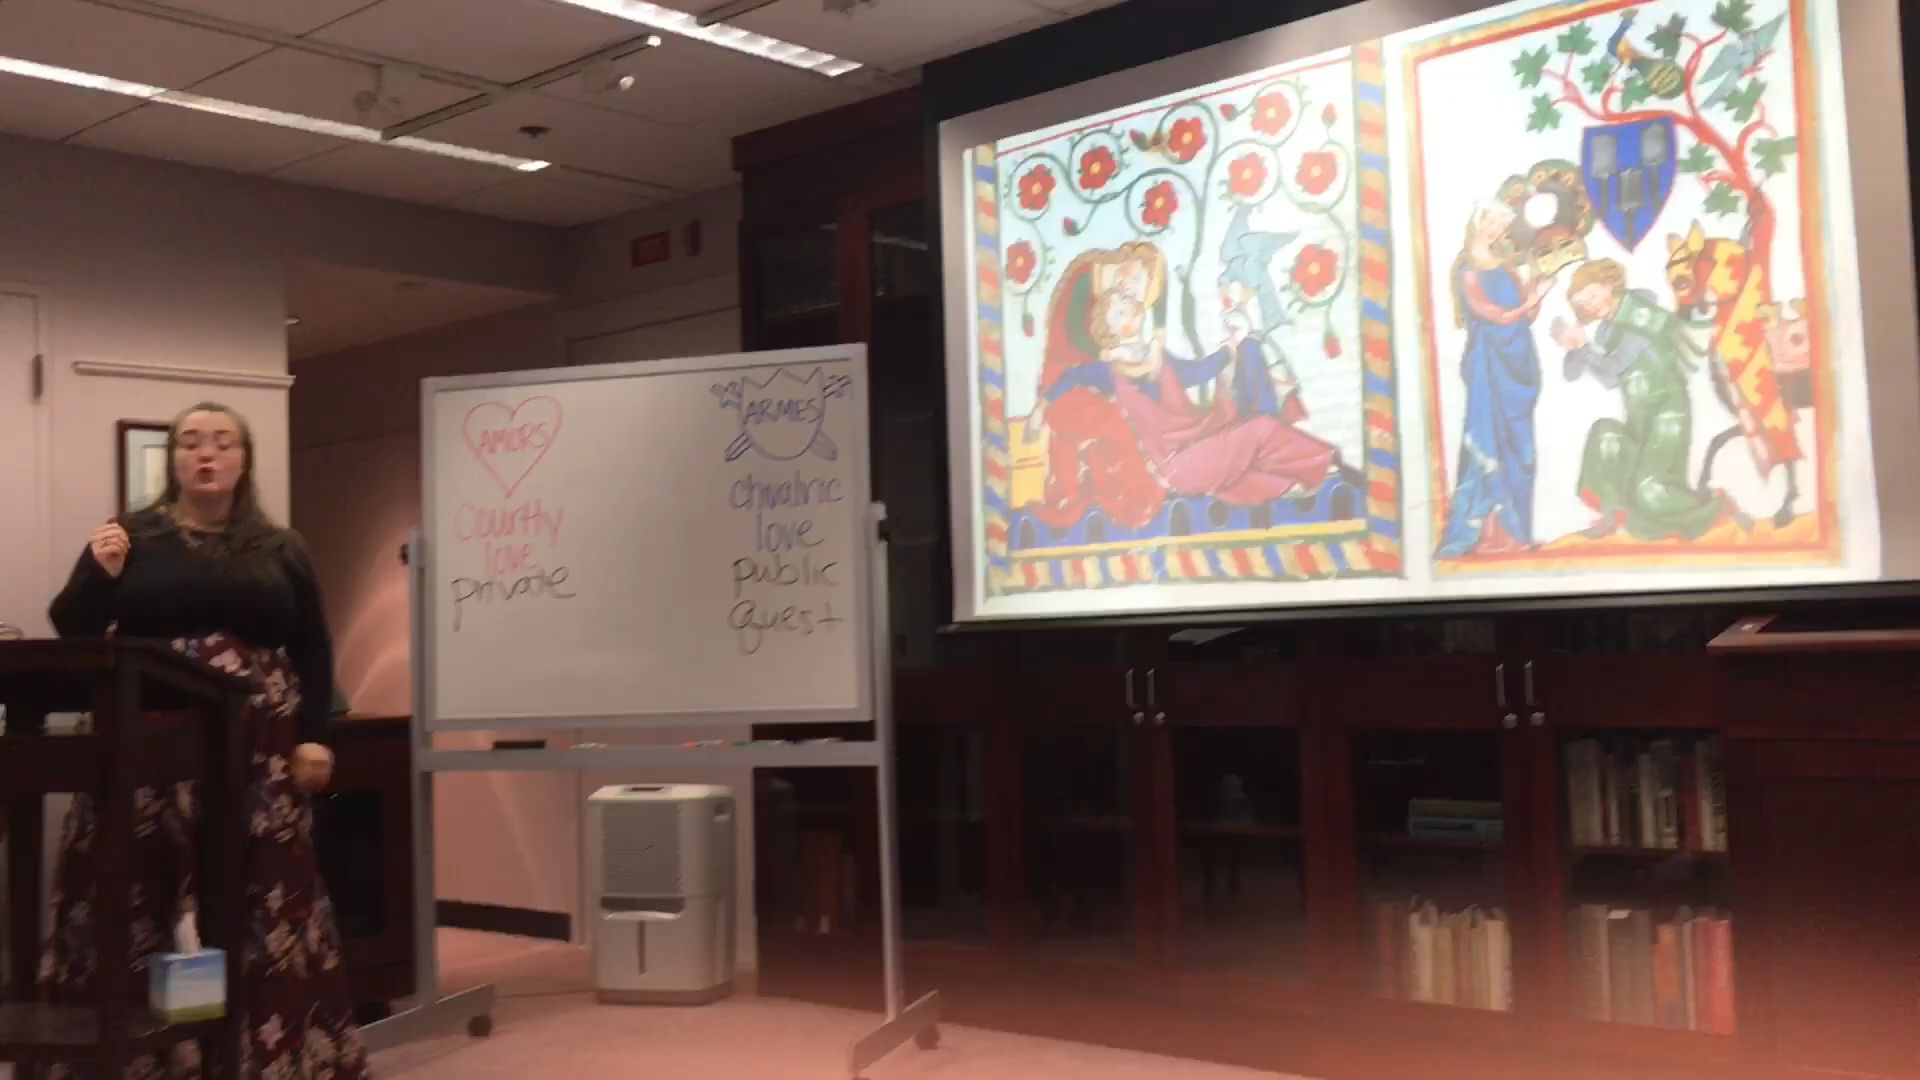 AMORS
Courtly
love
private
ARMES
chivalric
love
public
Quest